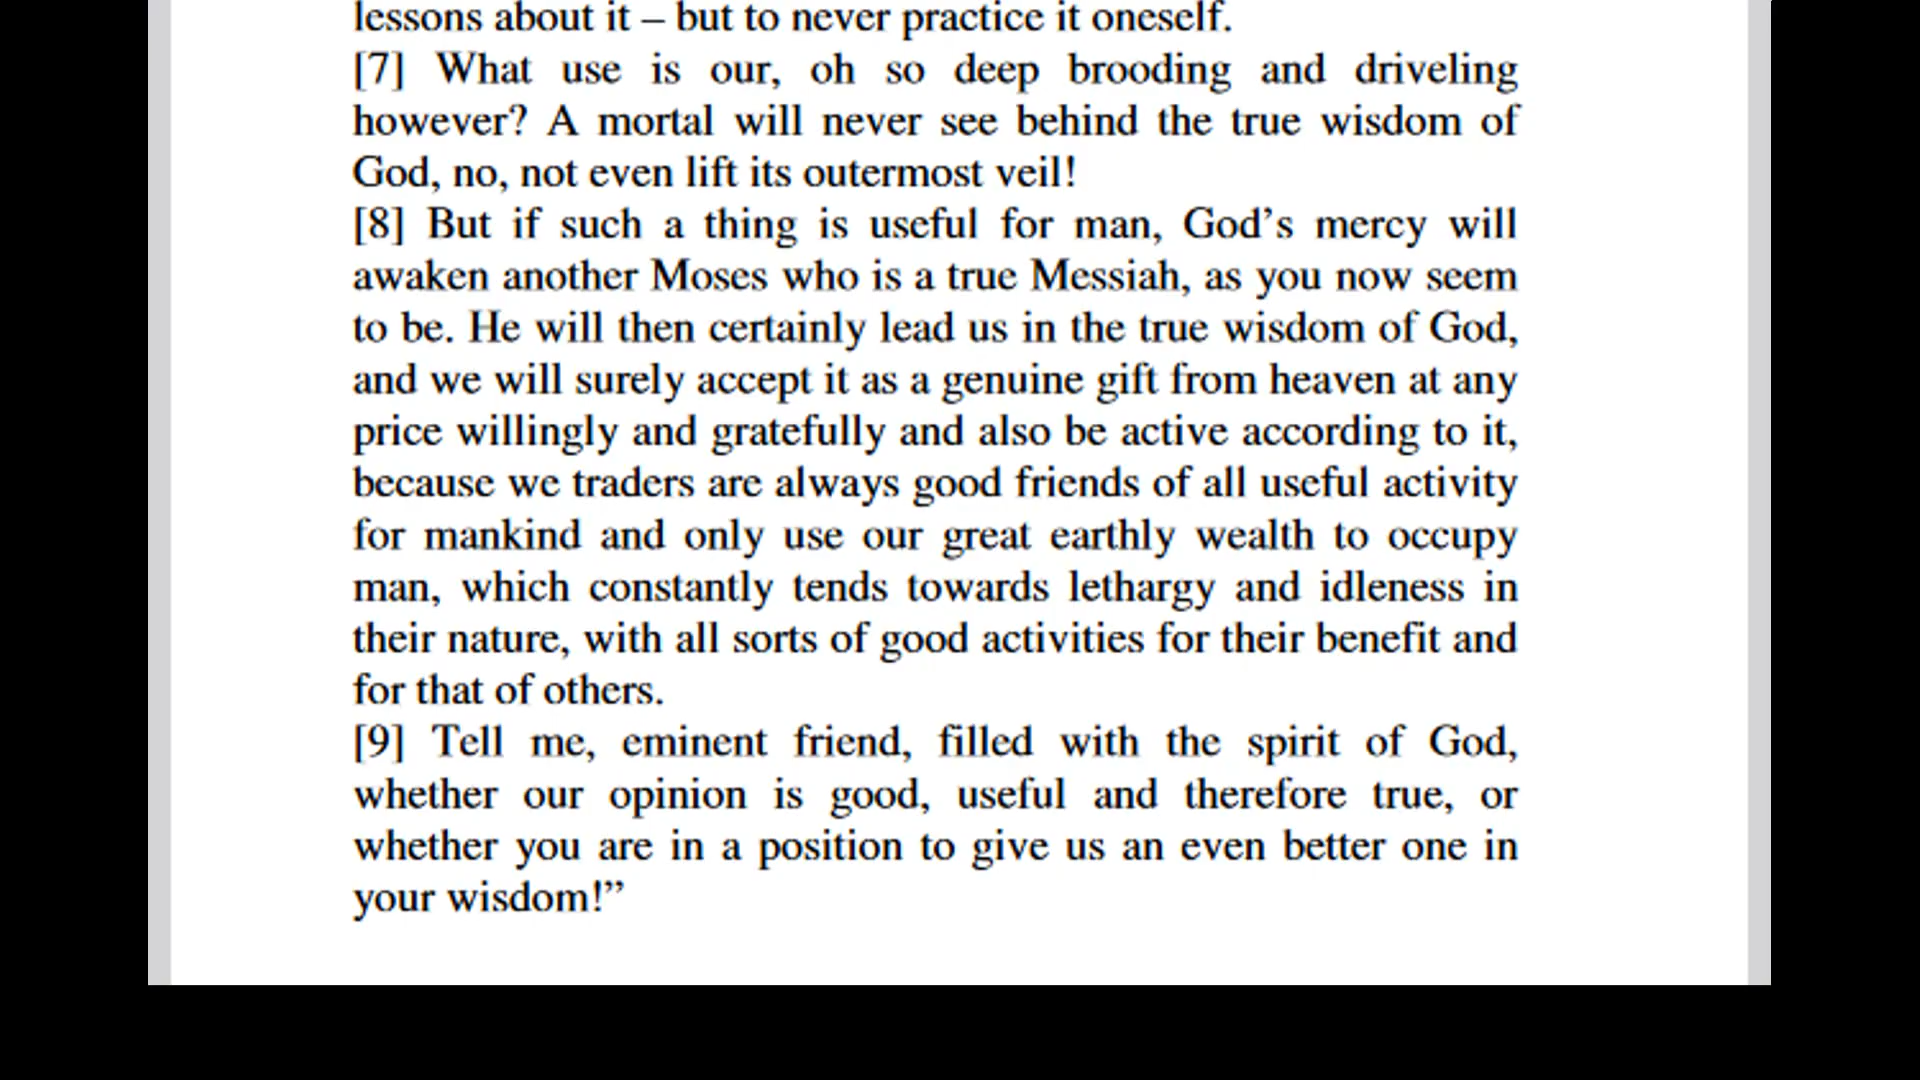 lessons about it – but to never practice it oneself.
[7] What use is our, oh so deep brooding and driveling
however? A mortal will never see behind the true wisdom of
God, no, not even lift its outermost veil!
[8] But if such a thing is useful for man, God’s mercy will
awaken another Moses who is a true Messiah, as you now seem
to be. He will then certainly lead us in the true wisdom of God,
and we will surely accept it as a genuine gift from heaven at any
price willingly and gratefully and also be active according to it,
because we traders are always good friends of all useful activity
for mankind and only use our great earthly wealth to occupy
man, which constantly tends towards lethargy and idleness in
their nature, with all sorts of good activities for their benefit and
for that of others.
[9] Tell me, eminent friend, filled with the spirit of God,
whether our opinion is good, useful and therefore true, or
whether you are in a position to give us an even better one in
your wisdom!”